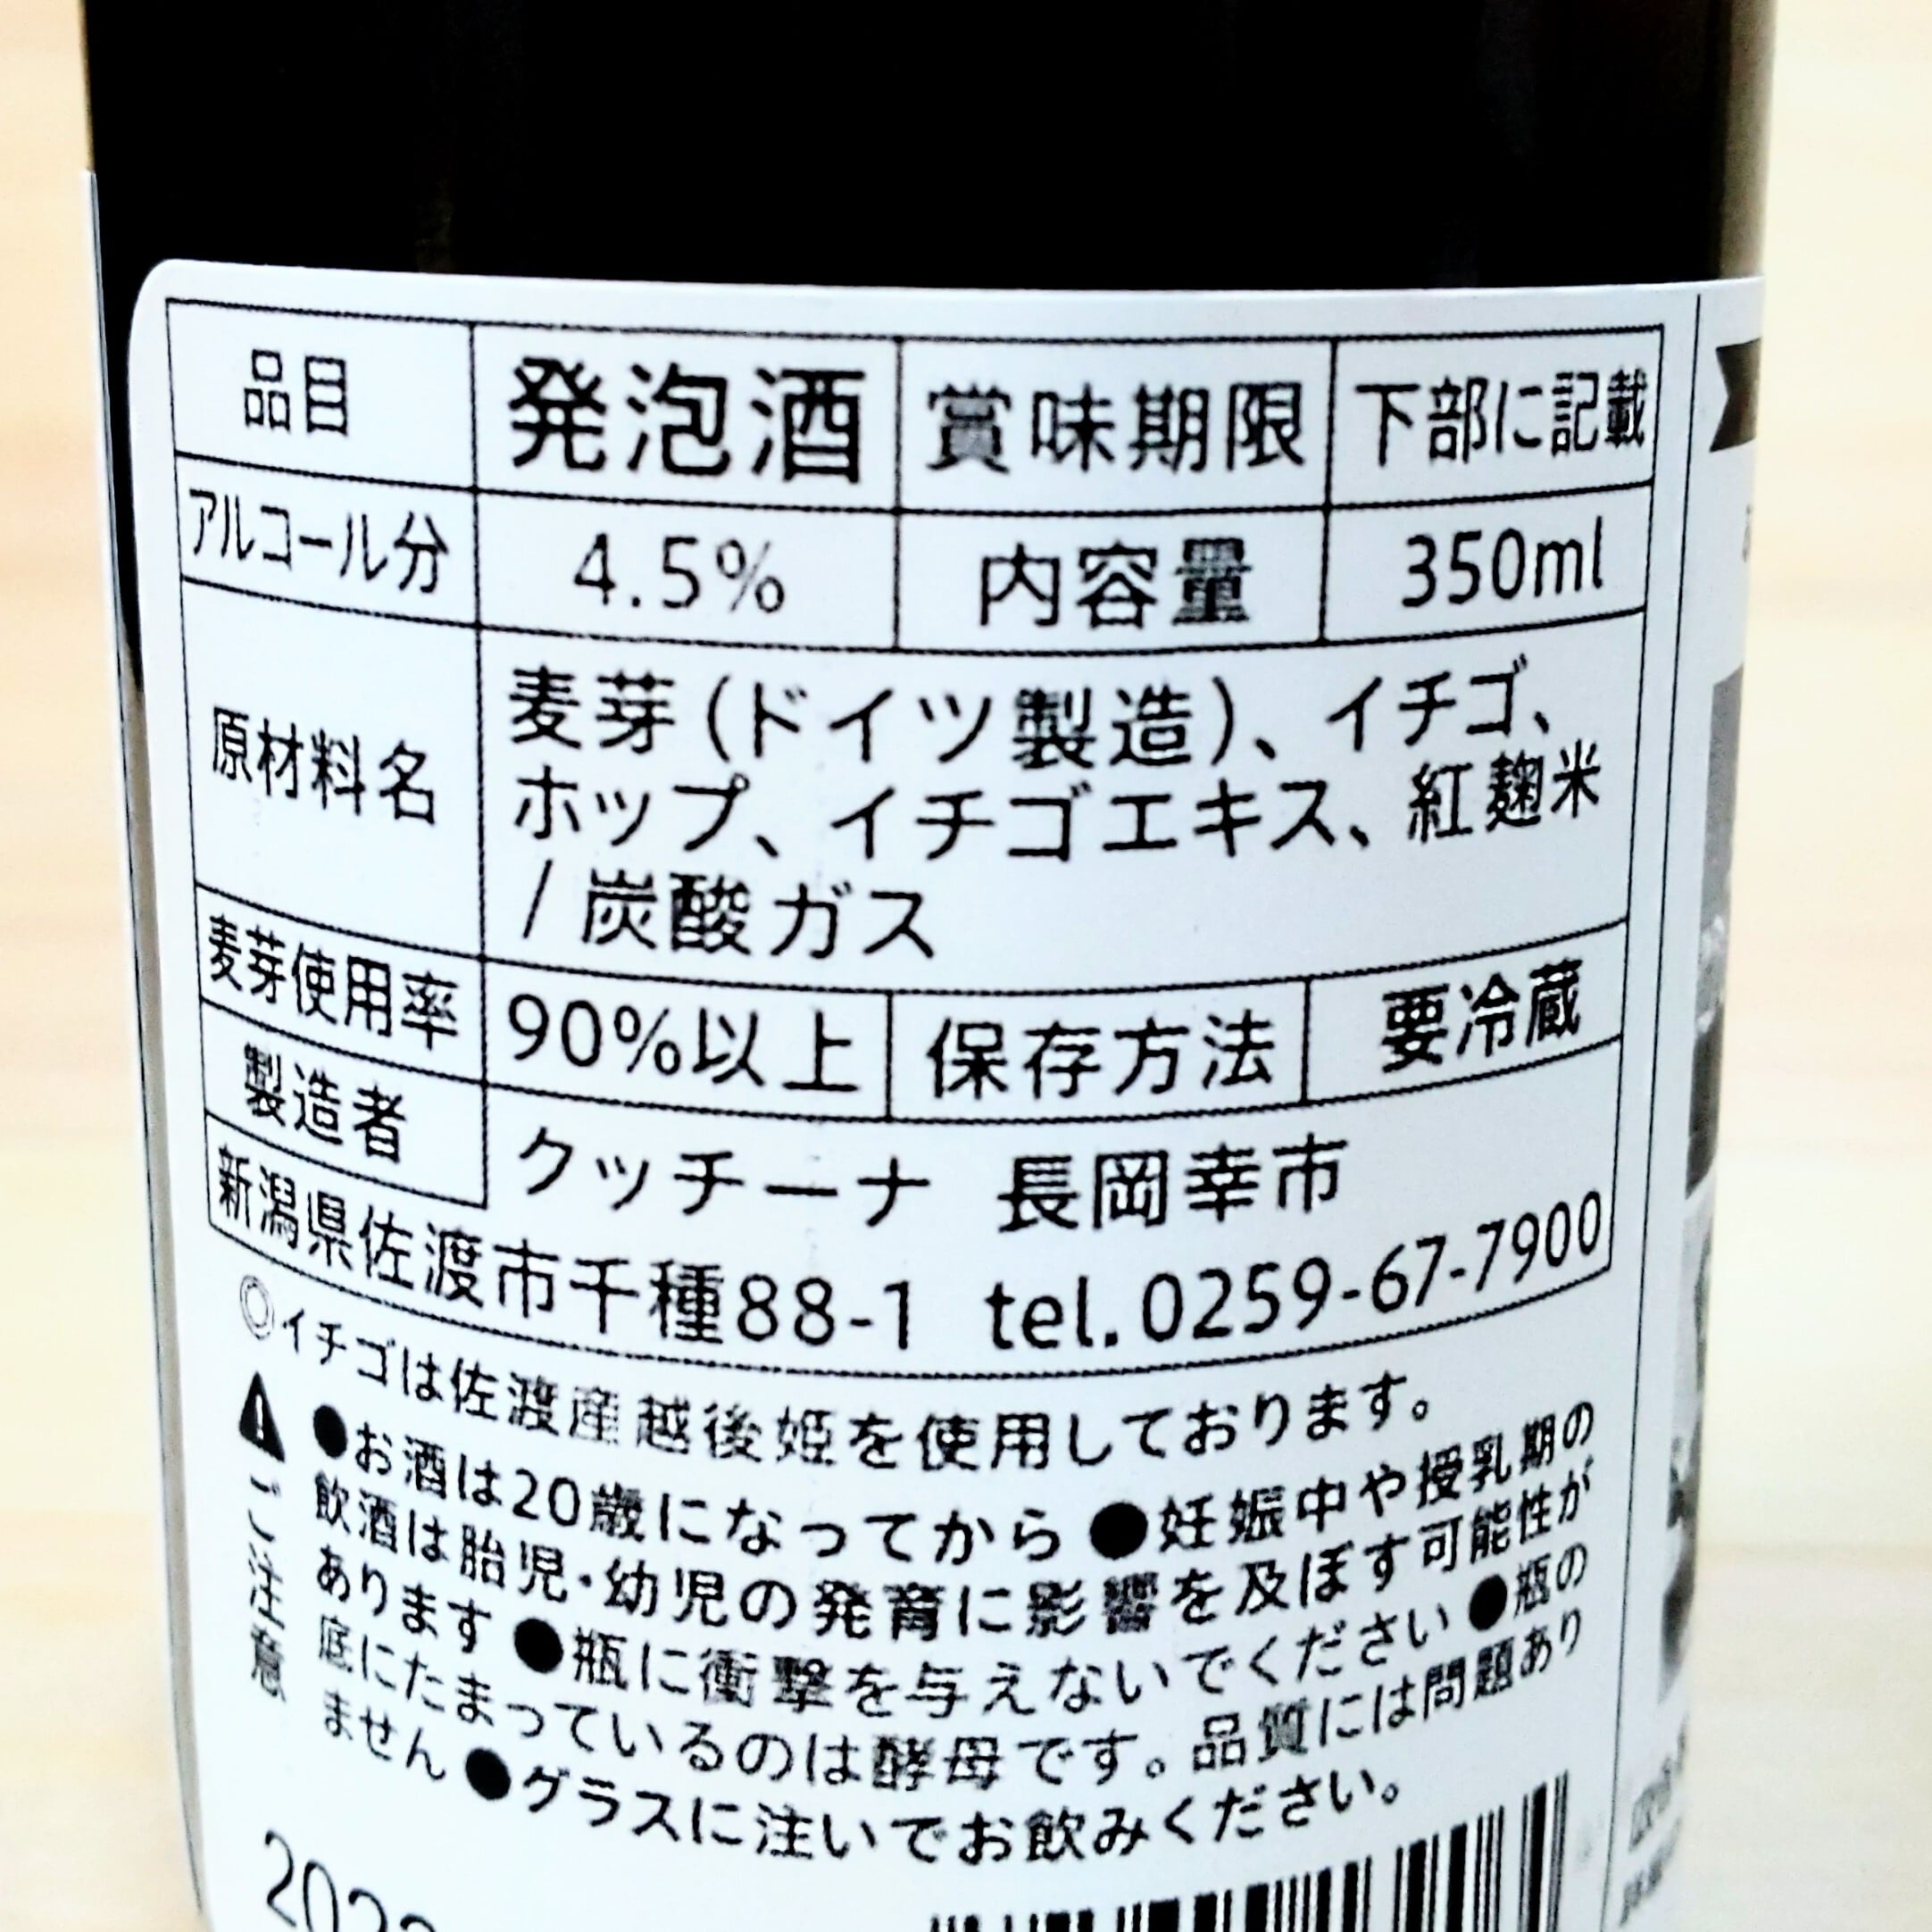 品目 発泡酒 賞味期限 下部に記載
アルコール分 4.5% 内容量 350ml
原材料名 麦芽(ドイツ製造)、イチゴ、
ホップ、イチゴエキス、紅麹米
/炭酸ガス
麦芽使用率 90%以上 保存方法 要冷蔵
製造者 クッチーナ 長岡幸市
新潟県佐渡市千種88-1 tel.0259-67-7900
◎イチゴは佐渡産越後姫を使用しております。
ご注意
●お酒は20歳になってから●妊娠中や授乳期の
飲酒は胎児・幼児の発育に影響を及ぼす可能性が
あります●瓶に衝撃を与えないでください●瓶の
底にたまっているのは酵母です。品質には問題あり
ません●グラスに注いでお飲みください。